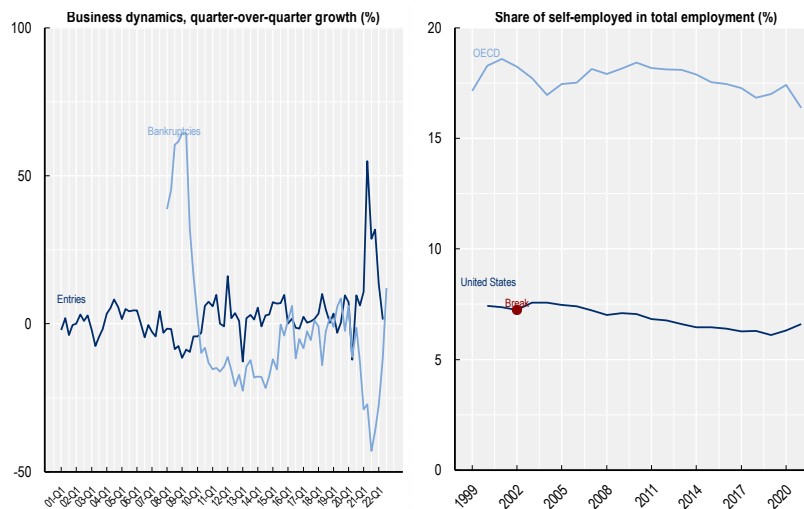 Business dynamics, quarter-over-quarter growth (%)
100
50
0
-50
Bankruptcies
Entries
01-Q1
02-Q1
03-Q1
04-Q1
05-Q1
06-Q1
07-Q1
08-Q1
09-Q1
10-Q1
11-Q1
12-Q1
13-Q1
14-Q1
15-Q1
16-Q1
17-Q1
18-Q1
19-Q1
20-Q1
21-Q1
22-Q1
Share of self-employed in total employment (%)
20
15
10
5
0
OECD
United States
Break
1999
2002
2005
2008
2011
2014
2017
2020